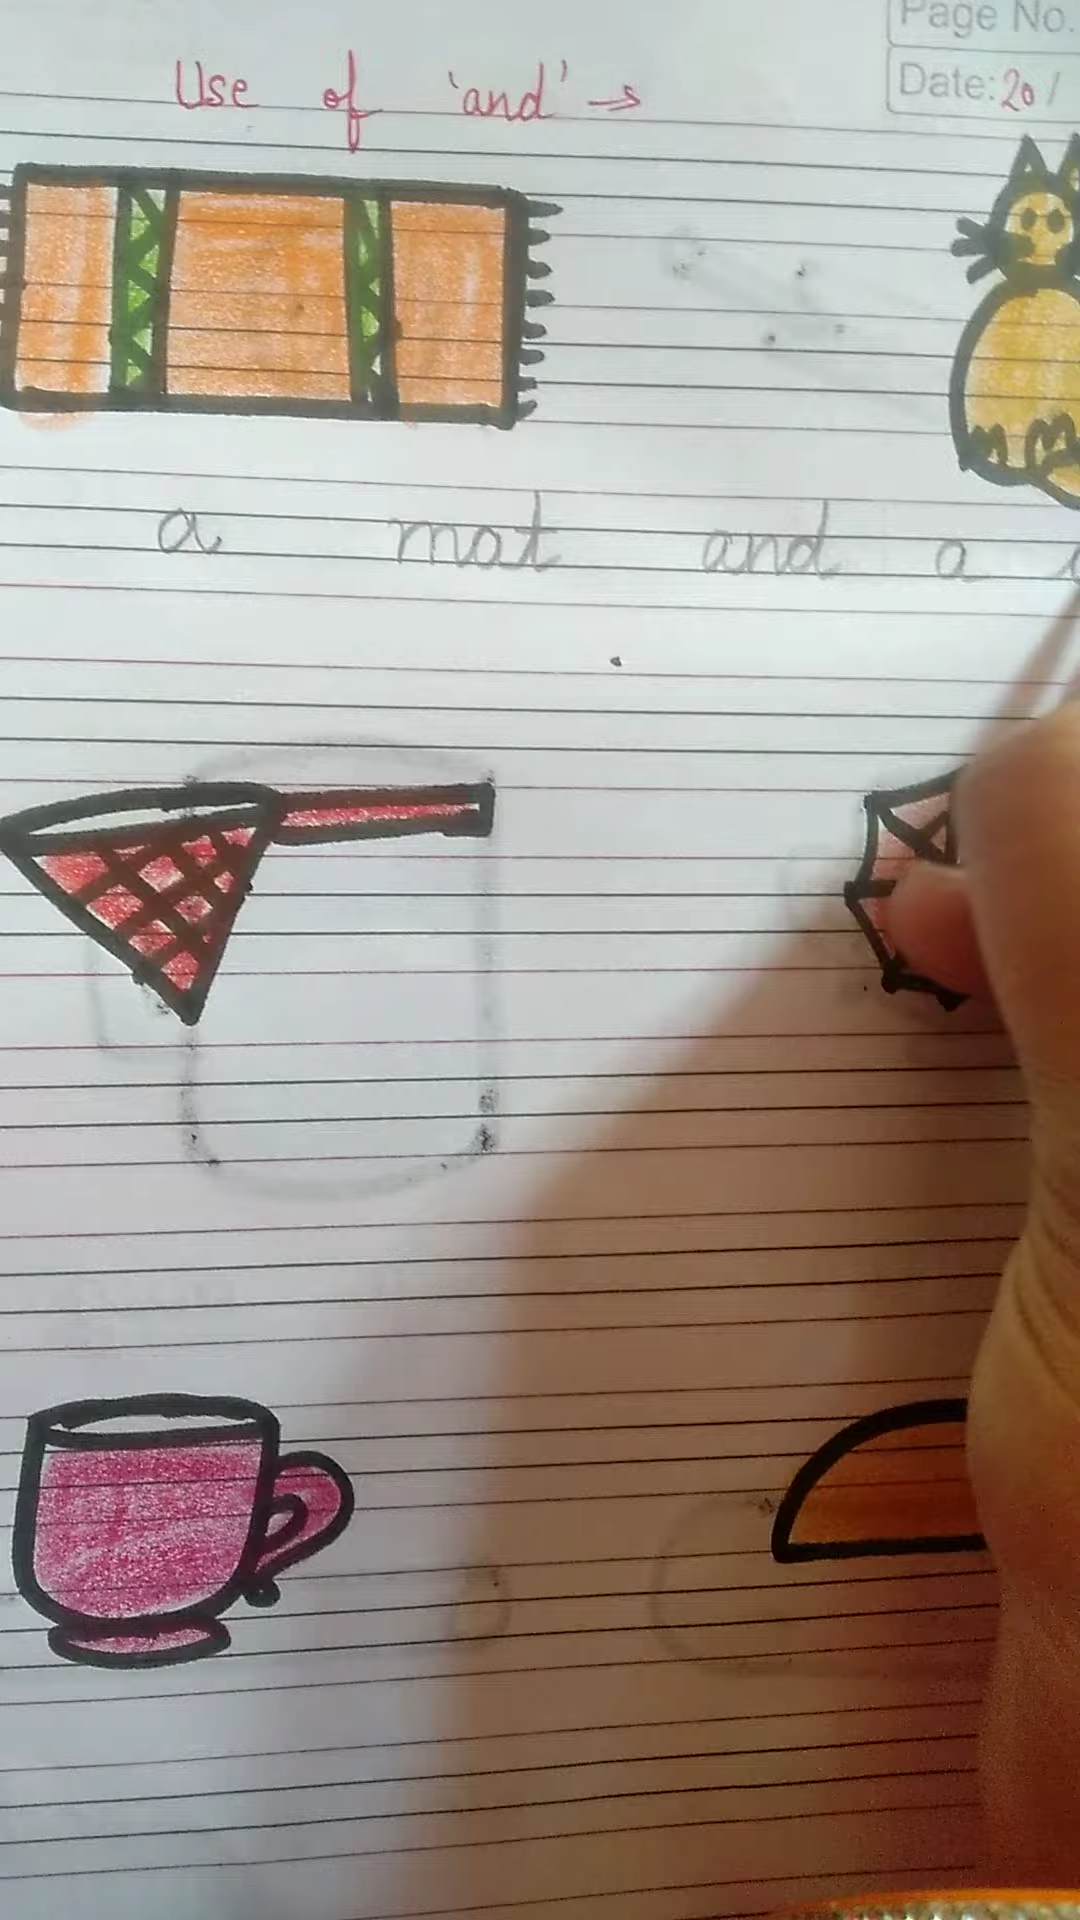 Page No.
Date: 20/
Use of 'and' →
a mat and a